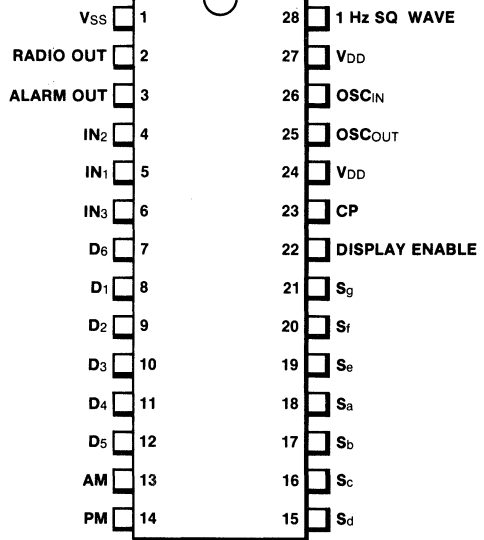 VSS 1 28 1 Hz SQ WAVE
RADIO OUT 2 27 VDD
ALARM OUT 3 26 OSCIN
IN2 4 25 OSCOUT
IN1 5 24 VDD
IN3 6 23 CP
D6 7 22 DISPLAY ENABLE
D1 8 21 Sg
D2 9 20 Sf
D3 10 19 Se
D4 11 18 Sa
D5 12 17 Sb
AM 13 16 Sc
PM 14 15 Sd